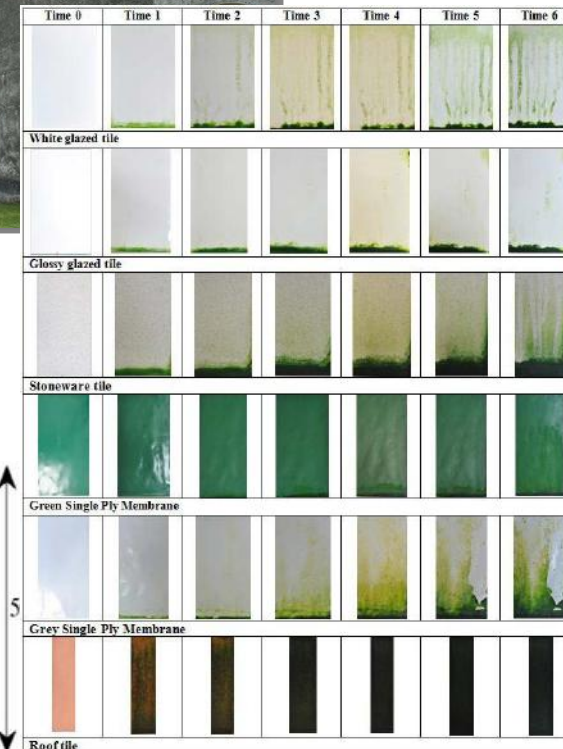 Time 0 Time 1 Time 2 Time 3 Time 4 Time 5 Time 6
White glazed tile
Glossy glazed tile
Stoneware tile
Green Single Ply Membrane
5
Grey Single Ply Membrane
Roof tile